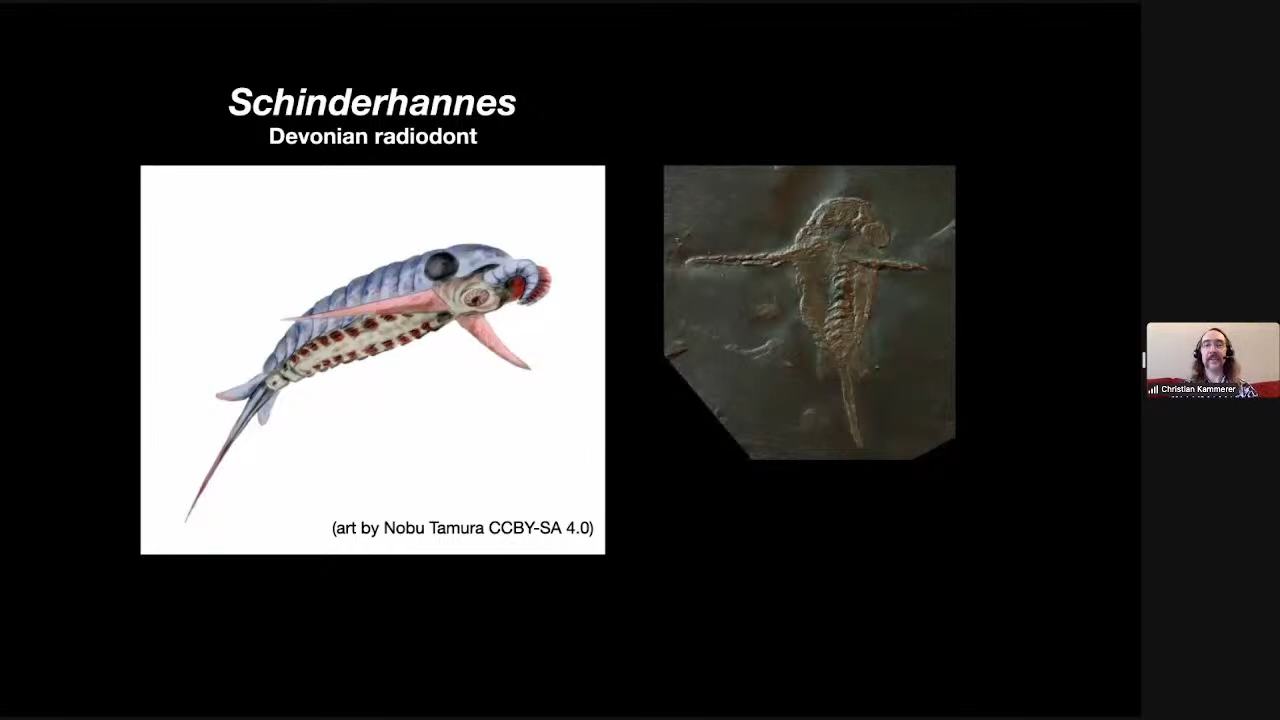 Schinderhannes
Devonian radiodont
(art by Nobu Tamura CCBY-SA 4.0)
Christian Kammerer